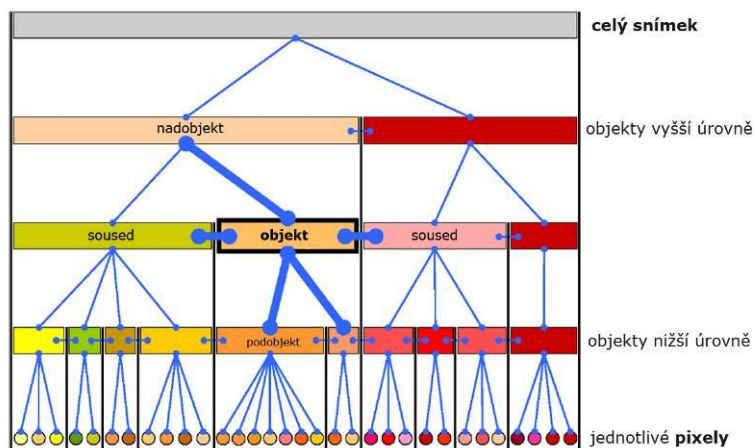 celý snímek
nadobjekt
objekty vyšší úrovně
soused
objekt
soused
podobjekt
objekty nižší úrovně
jednotlivé pixely